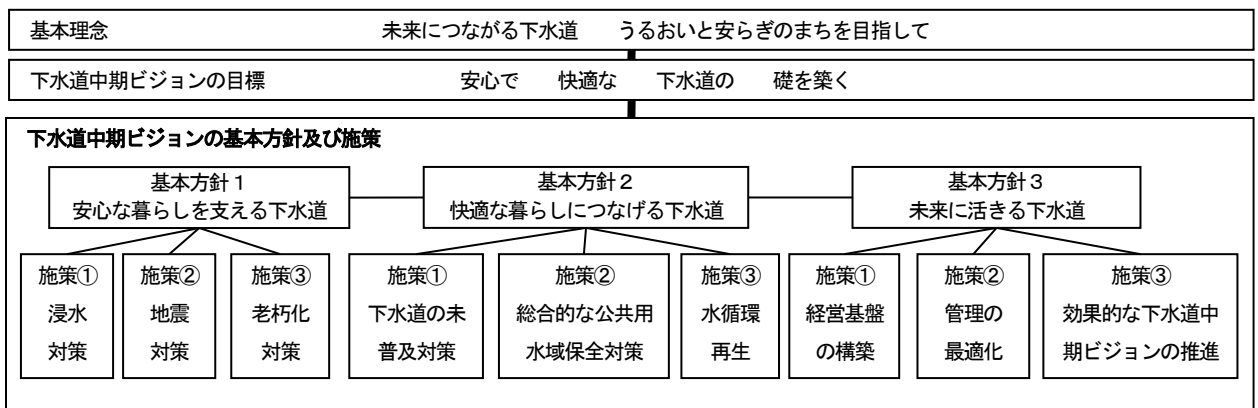 基本理念 未来につながる下水道 うるおいと安らぎのまちを目指して
下水道中期ビジョンの目標 安心で 快適な 下水道の 礎を築く
下水道中期ビジョンの基本方針及び施策
基本方針1
安心な暮らしを支える下水道
基本方針2
快適な暮らしにつなげる下水道
基本方針3
未来に活きる下水道
施策①
浸水
対策
施策②
地震
対策
施策③
老朽化
対策
施策①
下水道の未
普及対策
施策②
総合的な公共用
水域保全対策
施策③
水循環
再生
施策①
経営基盤
の構築
施策②
管理の
最適化
施策③
効果的な下水道中
期ビジョンの推進